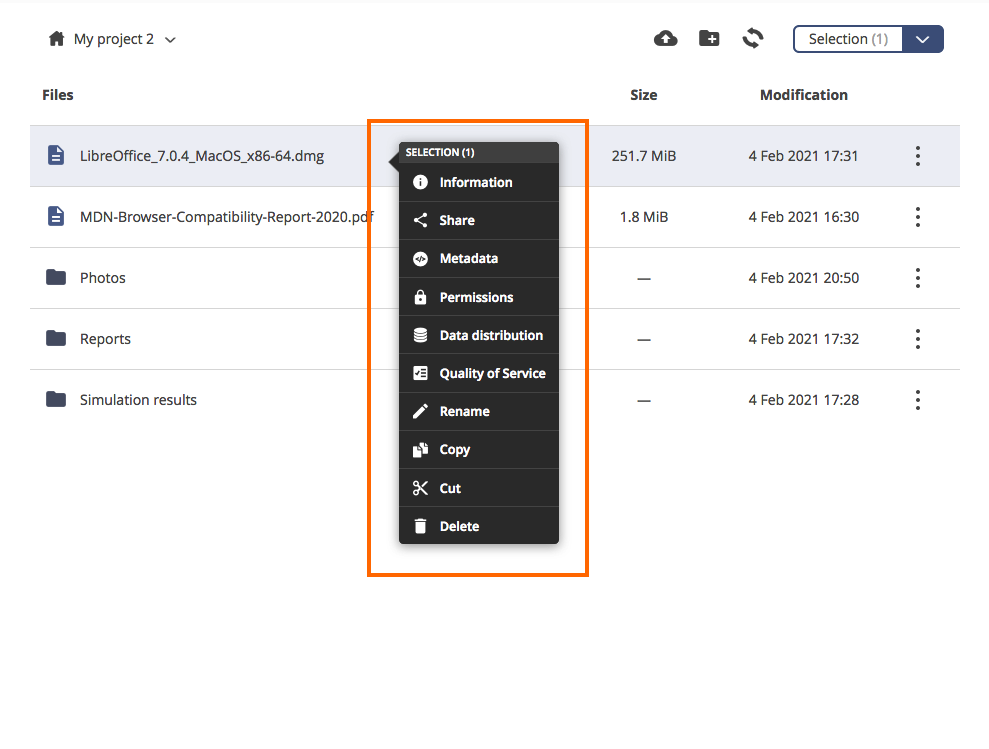 My project 2
Selection (1)
Files Size Modification
LibreOffice_7.0.4_MacOS_x86-64.dmg 251.7 MiB 4 Feb 2021 17:31
MDN-Browser-Compatibility-Report-2020.pdf 1.8 MiB 4 Feb 2021 16:30
Photos — 4 Feb 2021 20:50
Reports — 4 Feb 2021 17:32
Simulation results — 4 Feb 2021 17:28
SELECTION (1)
Information
Share
Metadata
Permissions
Data distribution
Quality of Service
Rename
Copy
Cut
Delete